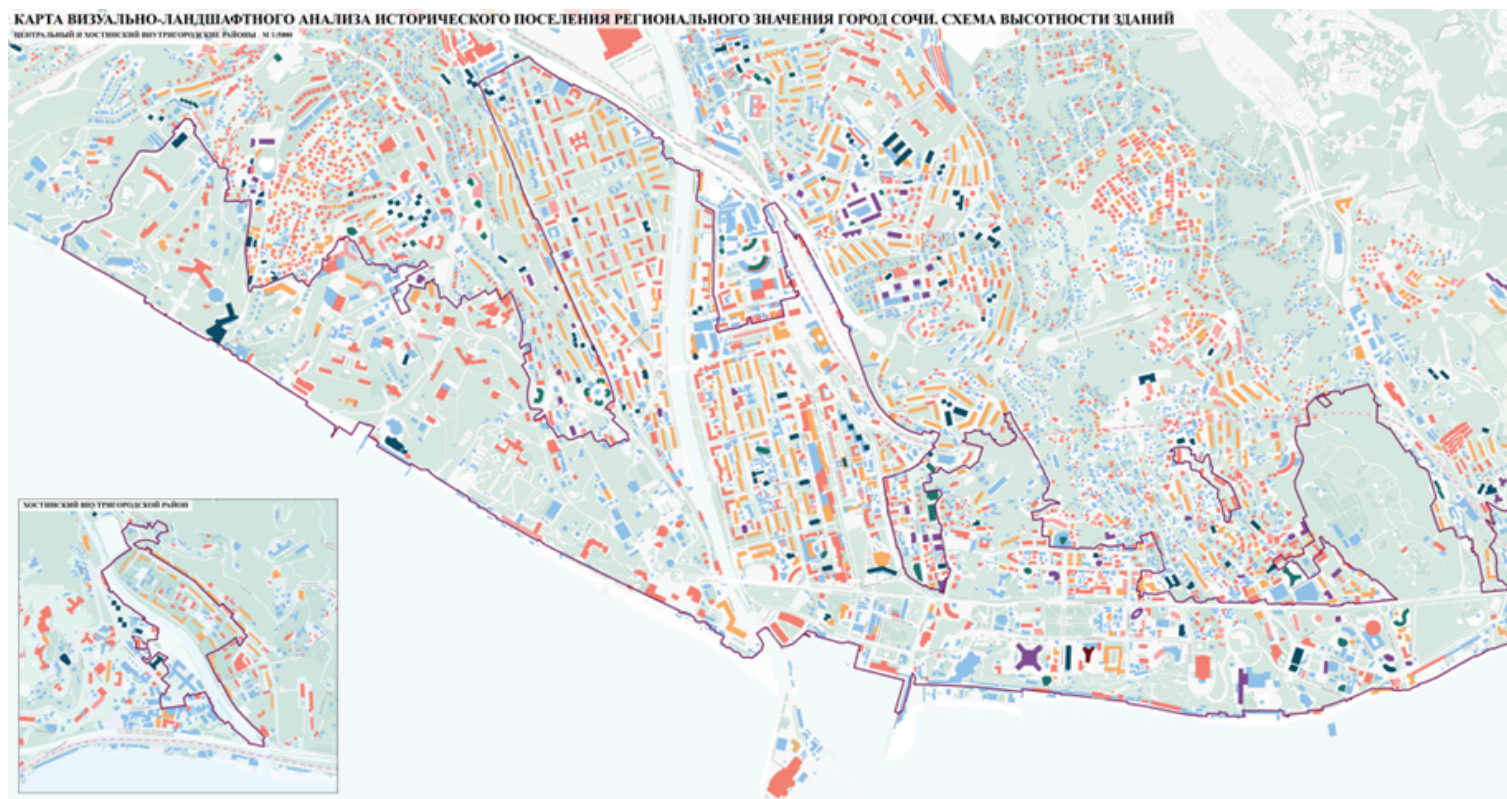 КАРТА ВИЗУАЛЬНО-ЛАНДШАФТНОГО АНАЛИЗА ИСТОРИЧЕСКОГО ПОСЕЛЕНИЯ РЕГИОНАЛЬНОГО ЗНАЧЕНИЯ ГОРОД СОЧИ. СХЕМА ВЫСОТНОСТИ ЗДАНИЙ
ЦЕНТРАЛЬНЫЙ И ХОСТИНСКИЙ ВНУТРИГОРОДСКИЕ РАЙОНЫ М 1:5000
ХОСТИНСКИЙ ВНУТРИГОРОДСКОЙ РАЙОН